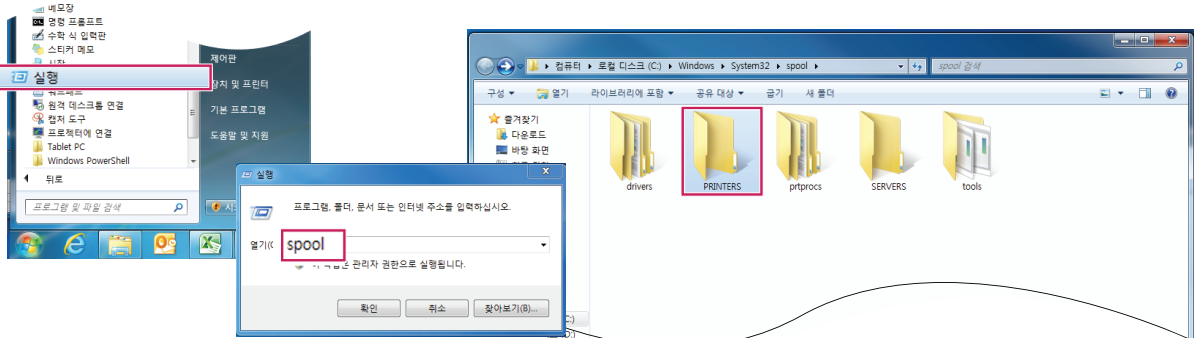 메모장
명령 프롬프트
수학 식 입력판
스티커 메모
실행
원격 데스크톱 연결
캡처 도구
프로젝터에 연결
Tablet PC
Windows PowerShell
뒤로
프로그램 및 파일 검색
제어판
장치 및 프린터
기본 프로그램
도움말 및 지원
실행
프로그램, 폴더, 문서 또는 인터넷 주소를 입력하십시오.
열기(
spool
관리자 권한으로 실행됩니다.
확인 취소 찾아보기(B)...
컴퓨터 ▸ 로컬 디스크 (C:) ▸ Windows ▸ System32 ▸ spool ▸
spool 검색
구성 열기 라이브러리에 포함 공유 대상 굽기 새 폴더
즐겨찾기
다운로드
바탕 화면
drivers PRINTERS prtprocs SERVERS tools